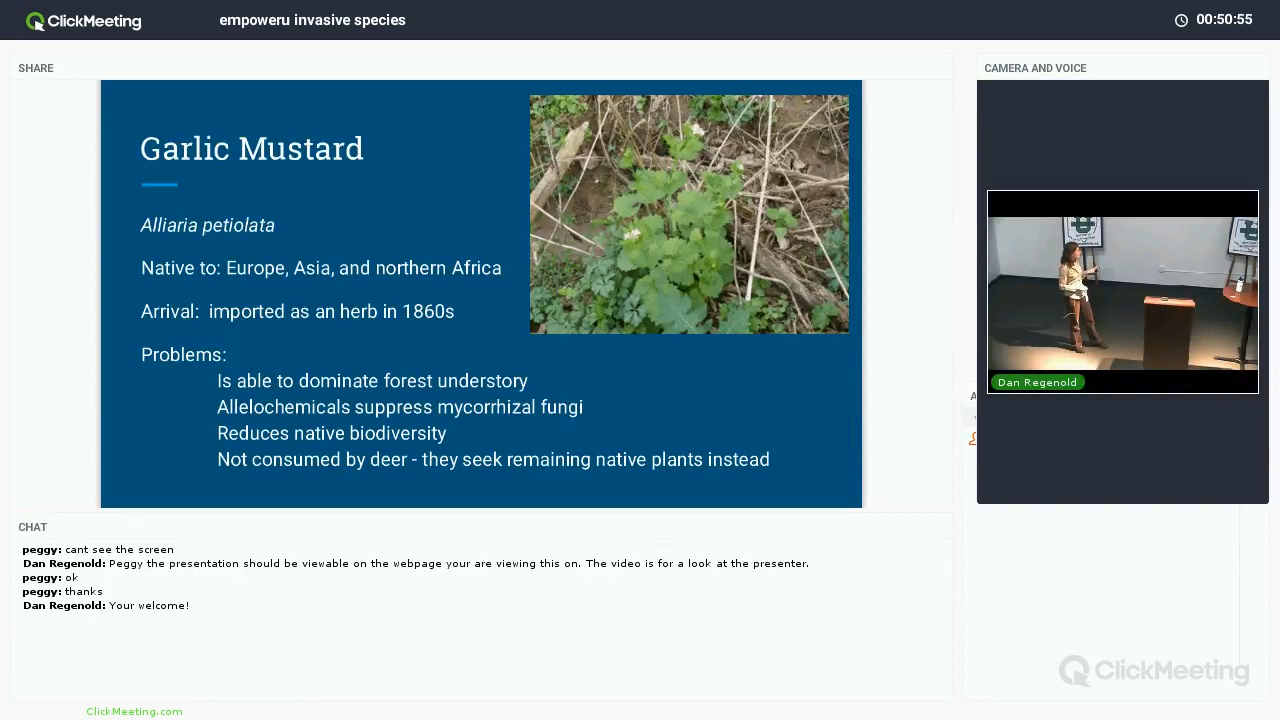 ClickMeeting
empoweru invasive species
00:50:55
SHARE
Garlic Mustard
Alliaria petiolata
Native to: Europe, Asia, and northern Africa
Arrival: imported as an herb in 1860s
Problems:
Is able to dominate forest understory
Allelochemicals suppress mycorrhizal fungi
Reduces native biodiversity
Not consumed by deer - they seek remaining native plants instead
CAMERA AND VOICE
Dan Regenold
A
CHAT
peggy: cant see the screen
Dan Regenold: Peggy the presentation should be viewable on the webpage your are viewing this on. The video is for a look at the presenter.
peggy: ok
peggy: thanks
Dan Regenold: Your welcome!
ClickMeeting
ClickMeeting.com